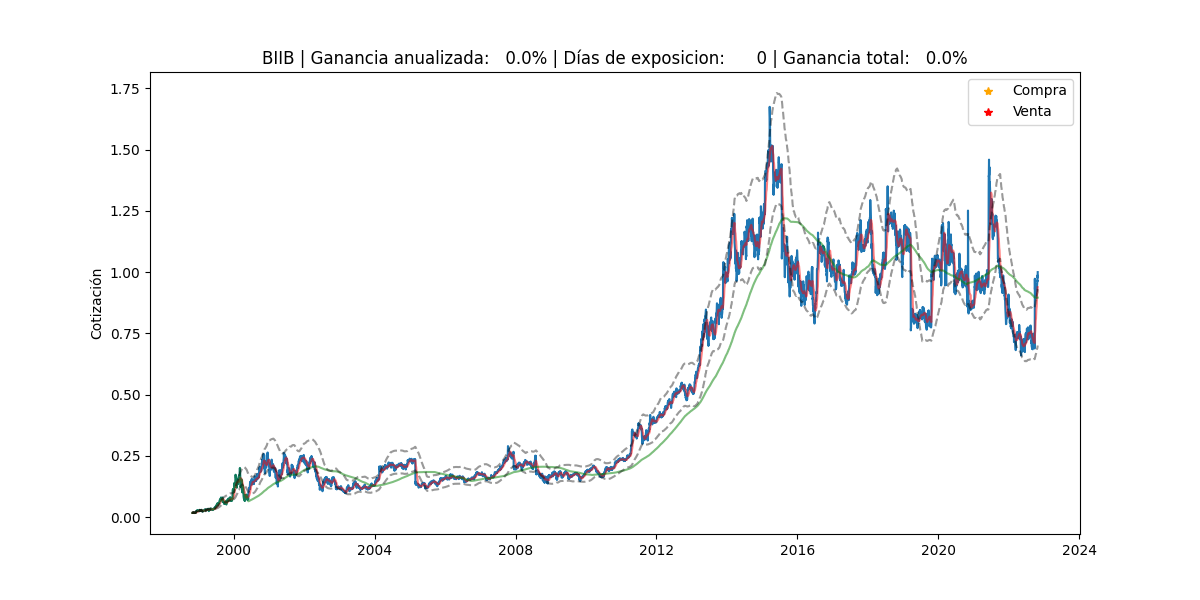 BIIB | Ganancia anualizada: 0.0% | Días de exposicion: 0 | Ganancia total: 0.0%
Compra
Venta
Cotización
1.75
1.50
1.25
1.00
0.75
0.50
0.25
0.00
2000 2004 2008 2012 2016 2020 2024